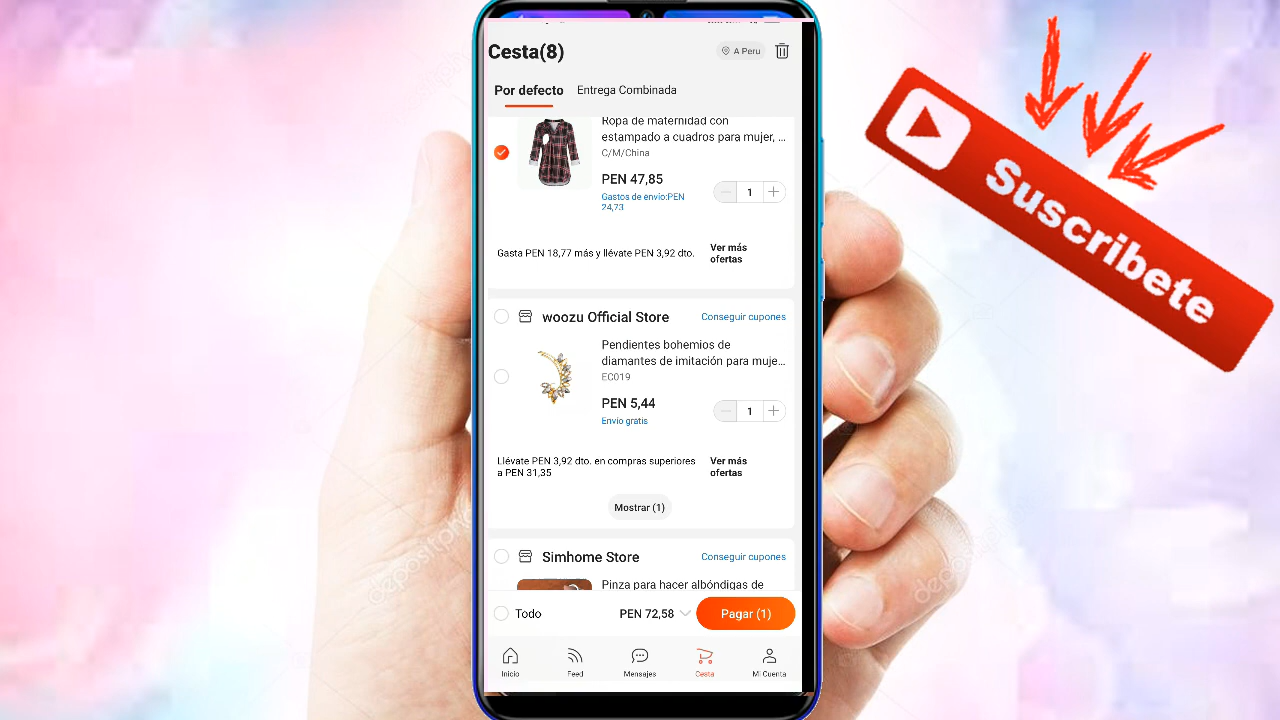 Cesta(8)
A Peru
Por defecto
Entrega Combinada
Ropa de maternidad con
estampado a cuadros para mujer, ...
C/M/China
PEN 47,85
Gastos de envío:PEN
24,73
1
Gasta PEN 18,77 más y llévate PEN 3,92 dto.
Ver más
ofertas
woozu Official Store
Conseguir cupones
Pendientes bohemios de
diamantes de imitación para muje...
EC019
PEN 5,44
Envío gratis
1
Llévate PEN 3,92 dto. en compras superiores
a PEN 31,35
Ver más
ofertas
Mostrar (1)
Simhome Store
Conseguir cupones
Pinza para hacer albóndigas de
Todo
PEN 72,58
Pagar (1)
Inicio
Feed
Mensajes
Cesta
Mi Cuenta
Suscribete
depositphotos